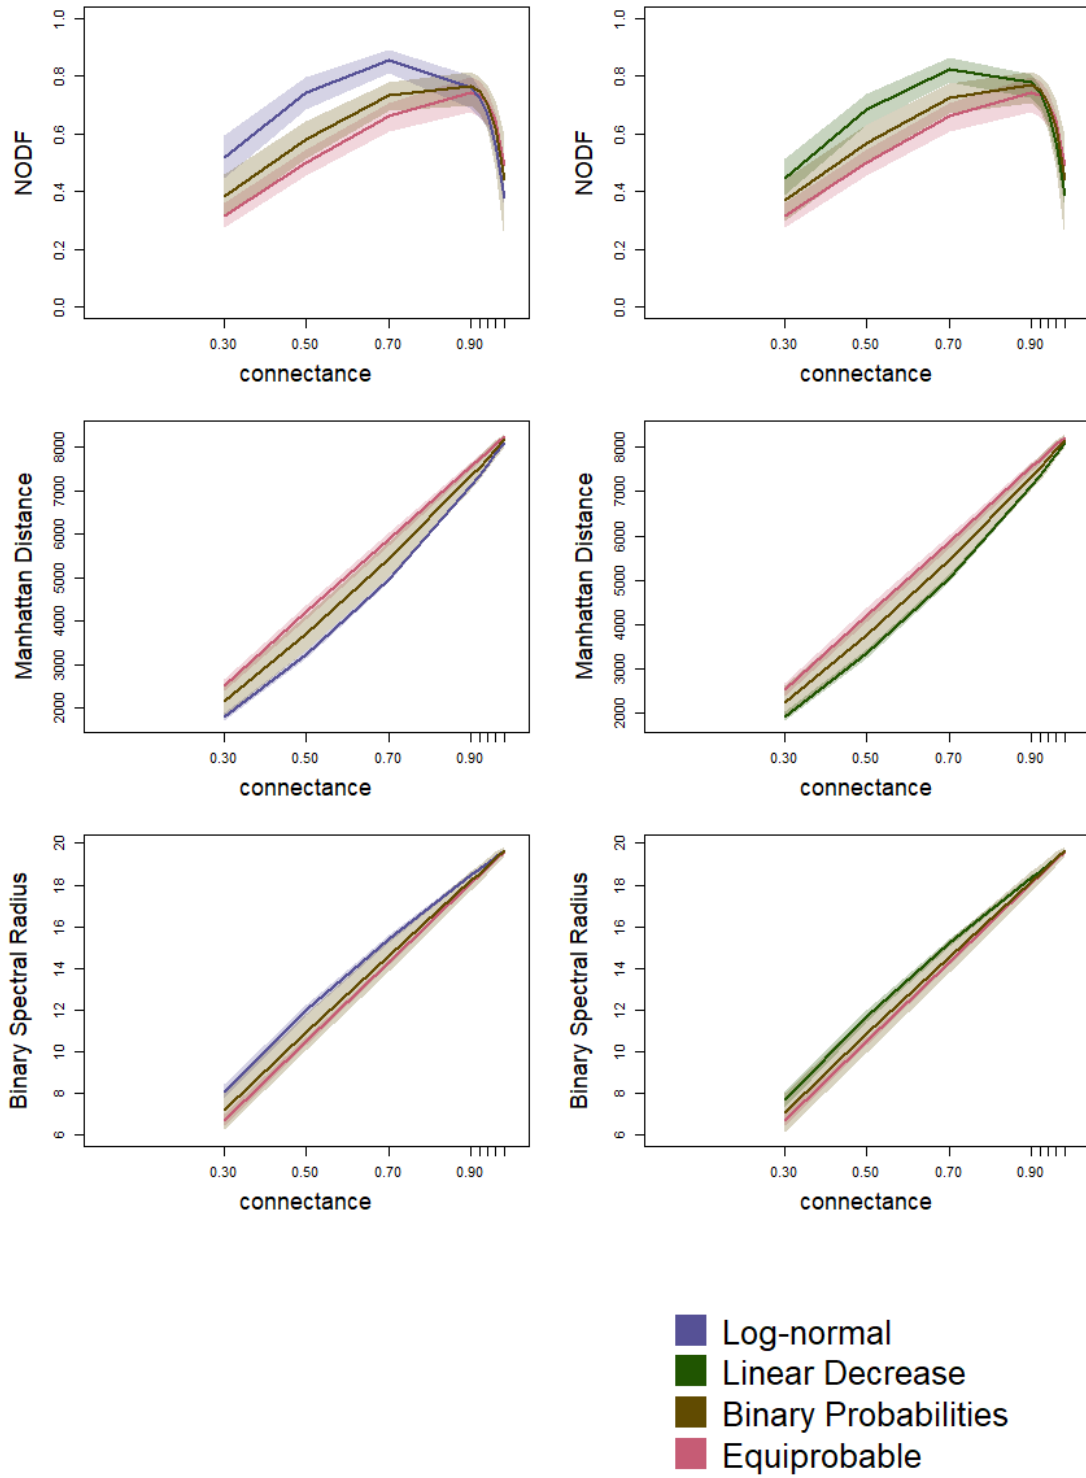 NODF
1.0
0.8
0.6
0.4
0.2
0.0
0.30 0.50 0.70 0.90
connectance
NODF
1.0
0.8
0.6
0.4
0.2
0.0
0.30 0.50 0.70 0.90
connectance
Manhattan Distance
8000
7000
6000
5000
4000
3000
2000
0.30 0.50 0.70 0.90
connectance
Manhattan Distance
8000
7000
6000
5000
4000
3000
2000
0.30 0.50 0.70 0.90
connectance
Binary Spectral Radius
20
18
16
14
12
10
8
6
0.30 0.50 0.70 0.90
connectance
Binary Spectral Radius
20
18
16
14
12
10
8
6
0.30 0.50 0.70 0.90
connectance
Log-normal
Linear Decrease
Binary Probabilities
Equiprobable